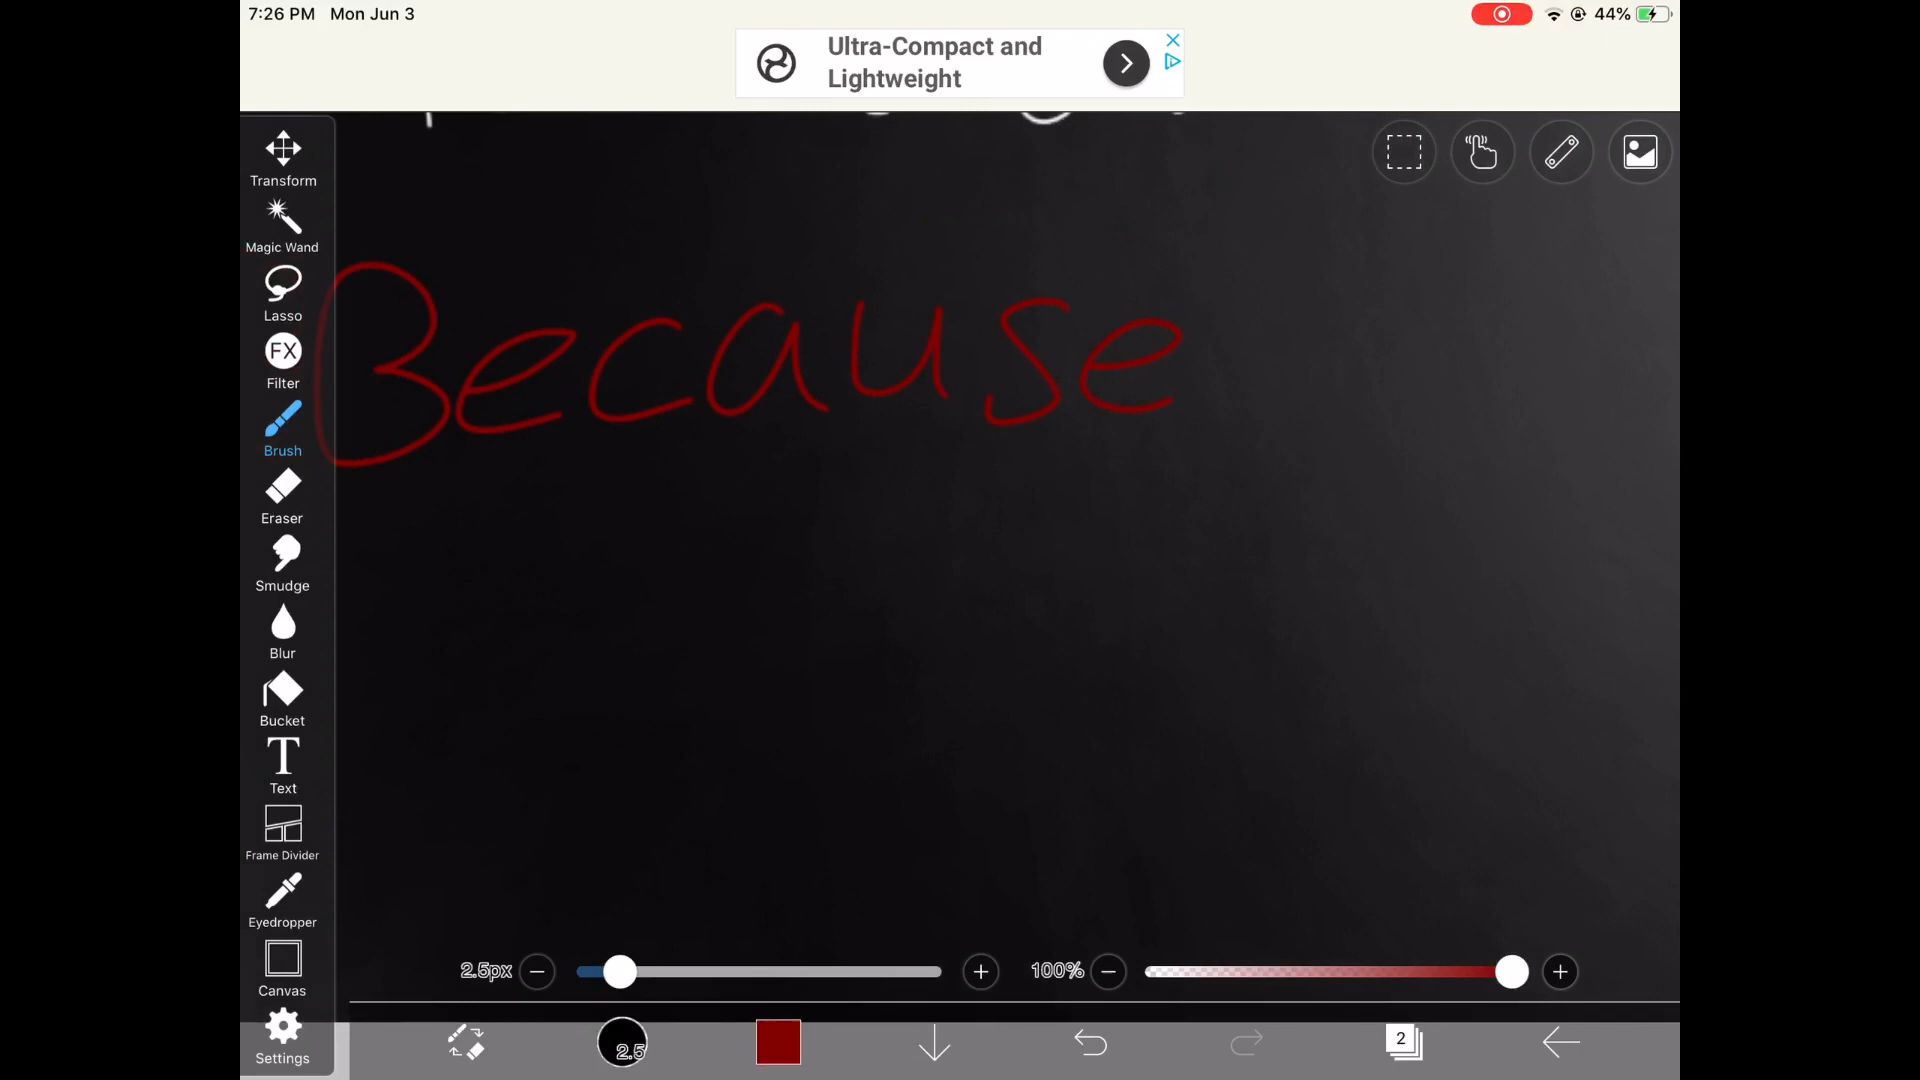 7:26 PM Mon Jun 3
44%
Ultra-Compact and
Lightweight
Transform
Magic Wand
Lasso
FX
Filter
Brush
Eraser
Smudge
Blur
Bucket
T
Text
Frame Divider
Eyedropper
Canvas
Settings
Because
2.5px
100%
2.5
2